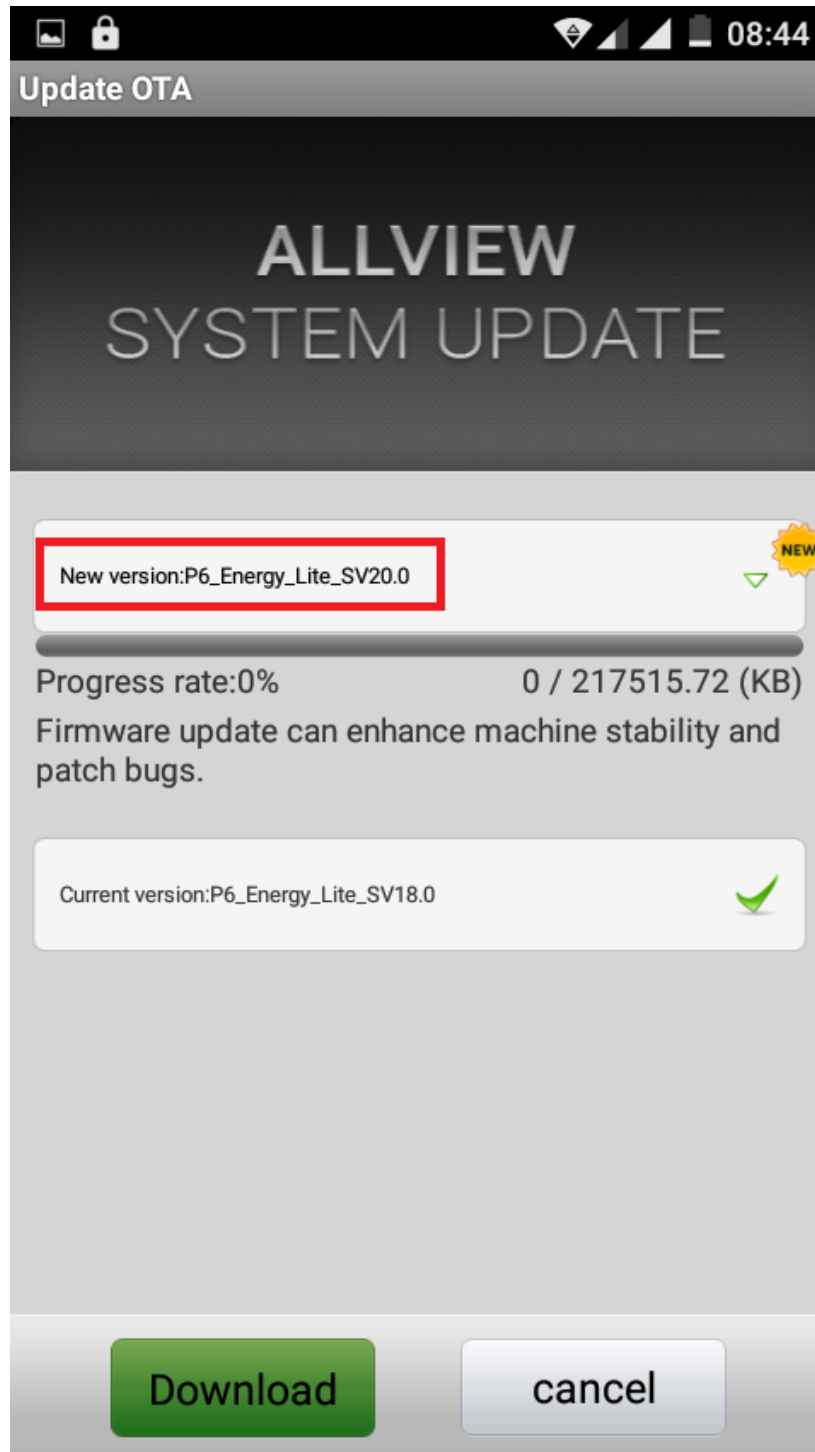 08:44
Update OTA
ALLVIEW
SYSTEM UPDATE
New version:P6_Energy_Lite_SV20.0
NEW
Progress rate:0% 0 / 217515.72 (KB)
Firmware update can enhance machine stability and
patch bugs.
Current version:P6_Energy_Lite_SV18.0
Download cancel